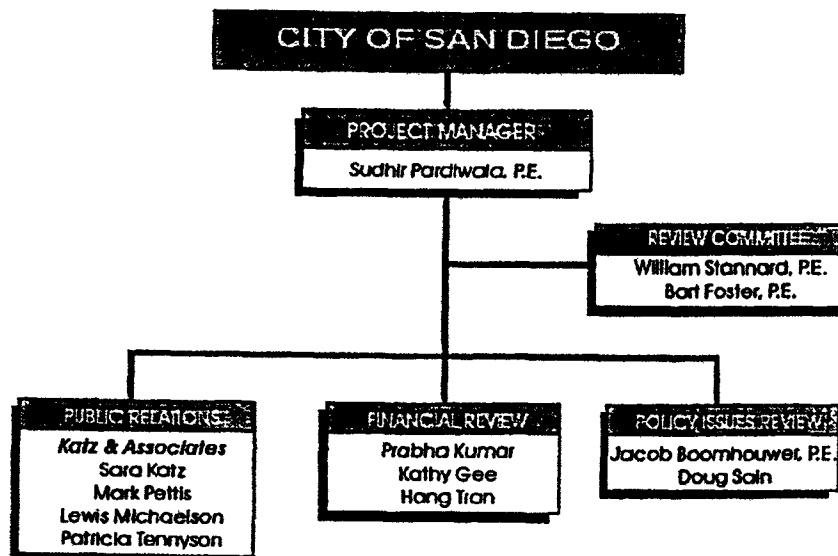 CITY OF SAN DIEGO
PROJECT MANAGER
Sudhir Pardiwala, P.E.
REVIEW COMMITTEE
William Stannard, P.E.
Bart Foster, P.E.
PUBLIC RELATIONS
Katz & Associates
Sara Katz
Mark Pettis
Lewis Michaelson
Patricia Tennyson
FINANCIAL REVIEW
Prabha Kumar
Kathy Gee
Hang Tran
POLICY ISSUES REVIEW
Jacob Boomhouwer, P.E.
Doug Sain